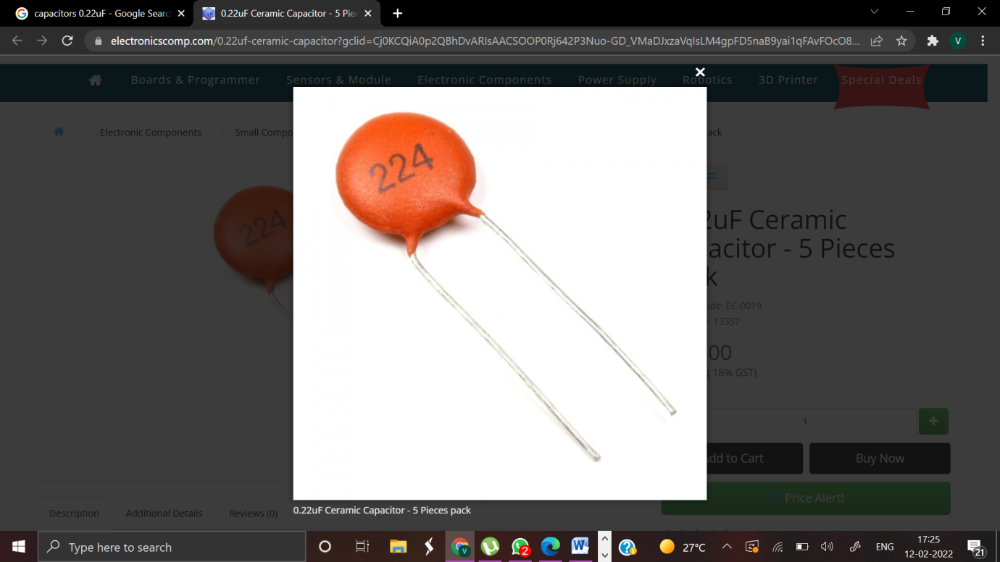 capacitors 0.22uF - Google Searc
0.22uF Ceramic Capacitor - 5 Piec
electronicscomp.com/0.22uf-ceramic-capacitor?gclid=Cj0KCQiA0p2QBhDvARIsAACSOOP0Rj642P3Nuo-GD_VMaDJxzaVqIsLM4gpFD5naB9yai1qFAvFOcO8...
V
Boards & Programmer
Sensors & Module
Electronic Components
Power Supply
Robotics
3D Printer
Special Deals
Electronic Components
Small Compo
ack
224
224
2uF Ceramic
acitor - 5 Pieces
k
ode: EC-0019
: 13357
00
18% GST)
1
dd to Cart
Buy Now
Price Alert!
Description
Additional Details
Reviews (0)
0.22uF Ceramic Capacitor - 5 Pieces pack
Type here to search
V
2
27°C
ENG
17:25
12-02-2022
21